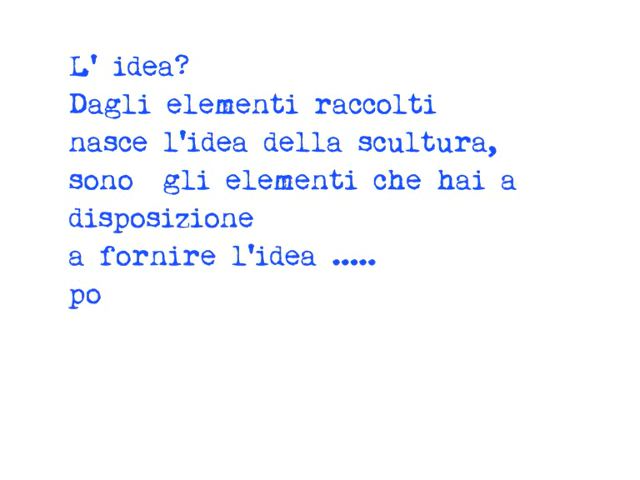 L' idea?
Dagli elementi raccolti
nasce l'idea della scultura,
sono  gli elementi che hai a
disposizione
a fornire l'idea .....
po